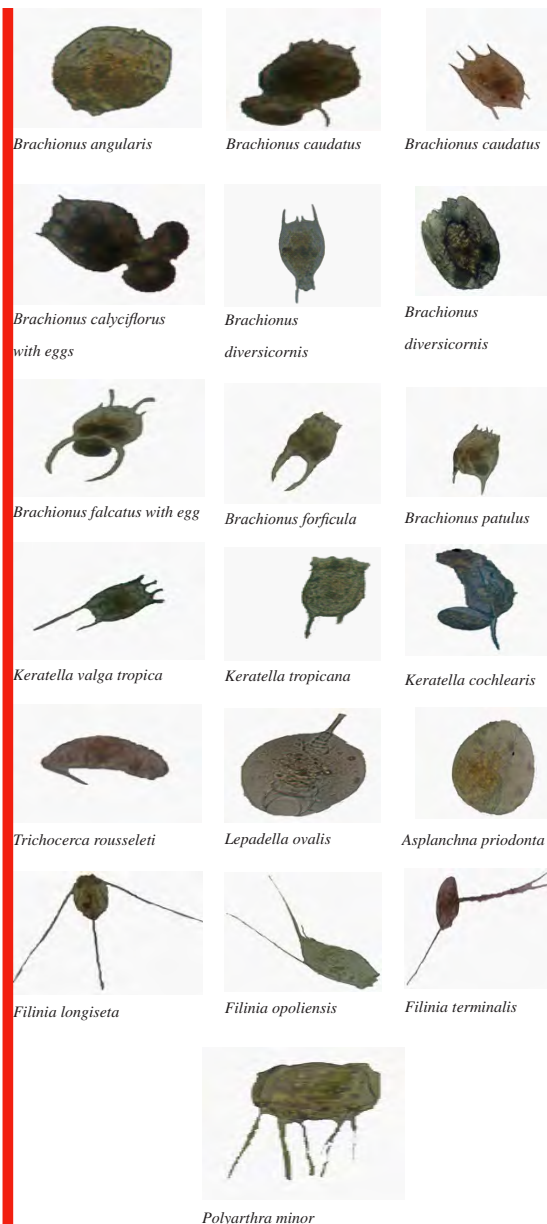 Brachionus angularis
Brachionus caudatus
Brachionus caudatus
Brachionus calyciflorus
with eggs
Brachionus
diversicornis
Brachionus
diversicornis
Brachionus falcatus with egg
Brachionus forficula
Brachionus patulus
Keratella valga tropica
Keratella tropicana
Keratella cochlearis
Trichocerca rousseleti
Lepadella ovalis
Asplanchna priodonta
Filinia longiseta
Filinia opoliensis
Filinia terminalis
Polyarthra minor